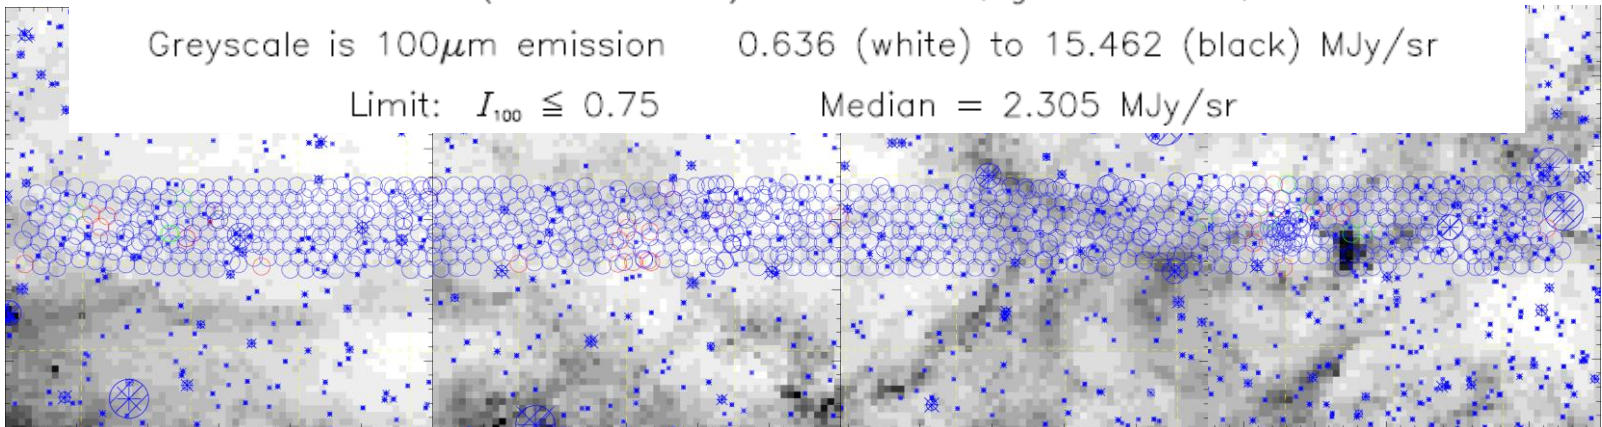 Greyscale is 100μm emission 0.636 (white) to 15.462 (black) MJy/sr
Limit: I₁₀₀ ≦ 0.75 Median = 2.305 MJy/sr